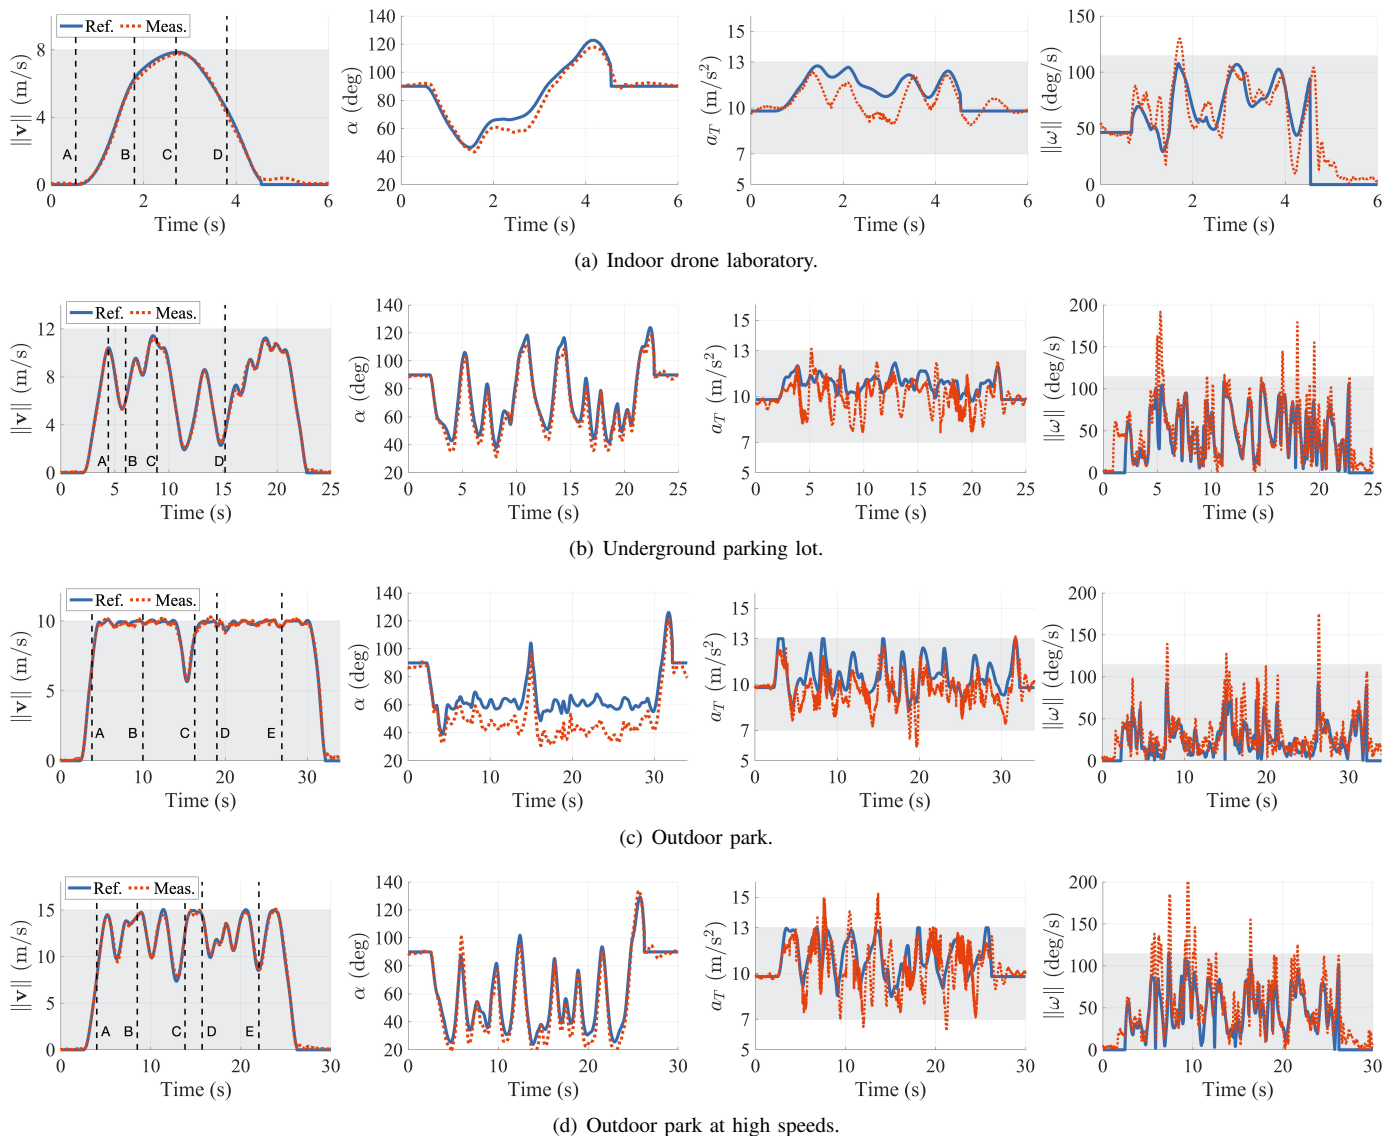 Ref. Meas.
‖v‖ (m/s)
8
4
0
A B C D
0 2 4 6
Time (s)
α (deg)
140
120
100
80
60
40
20
0 2 4 6
Time (s)
a_T (m/s²)
15
13
10
7
5
0 2 4 6
Time (s)
‖ω‖ (deg/s)
150
100
50
0
0 2 4 6
Time (s)
(a) Indoor drone laboratory.
Ref. Meas.
‖v‖ (m/s)
12
8
4
0
A B C D
0 5 10 15 20 25
Time (s)
α (deg)
140
120
100
80
60
40
20
0 5 10 15 20 25
Time (s)
a_T (m/s²)
15
13
10
7
5
0 5 10 15 20 25
Time (s)
‖ω‖ (deg/s)
200
150
100
50
0
0 5 10 15 20 25
Time (s)
(b) Underground parking lot.
Ref. Meas.
‖v‖ (m/s)
10
5
0
A B C D E
0 10 20 30
Time (s)
α (deg)
140
120
100
80
60
40
20
10 20 30
Time (s)
a_T (m/s²)
15
13
10
7
5
0 10 20 30
Time (s)
‖ω‖ (deg/s)
200
150
100
50
0
0 10 20 30
Time (s)
(c) Outdoor park.
Ref. Meas.
‖v‖ (m/s)
15
10
5
0
A B C D E
0 10 20 30
Time (s)
α (deg)
140
120
100
80
60
40
20
0 10 20 30
Time (s)
a_T (m/s²)
15
13
10
7
5
0 10 20 30
Time (s)
‖ω‖ (deg/s)
200
150
100
50
0
0 10 20 30
Time (s)
(d) Outdoor park at high speeds.